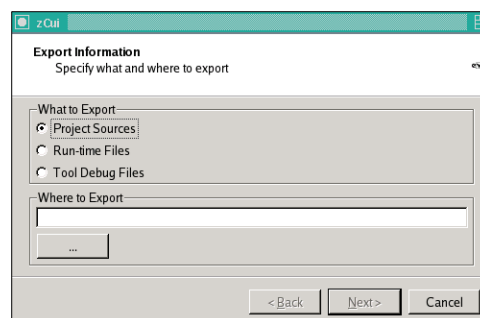 zCui
Export Information
Specify what and where to export
What to Export
Project Sources
Run-time Files
Tool Debug Files
Where to Export
...
< Back
Next >
Cancel